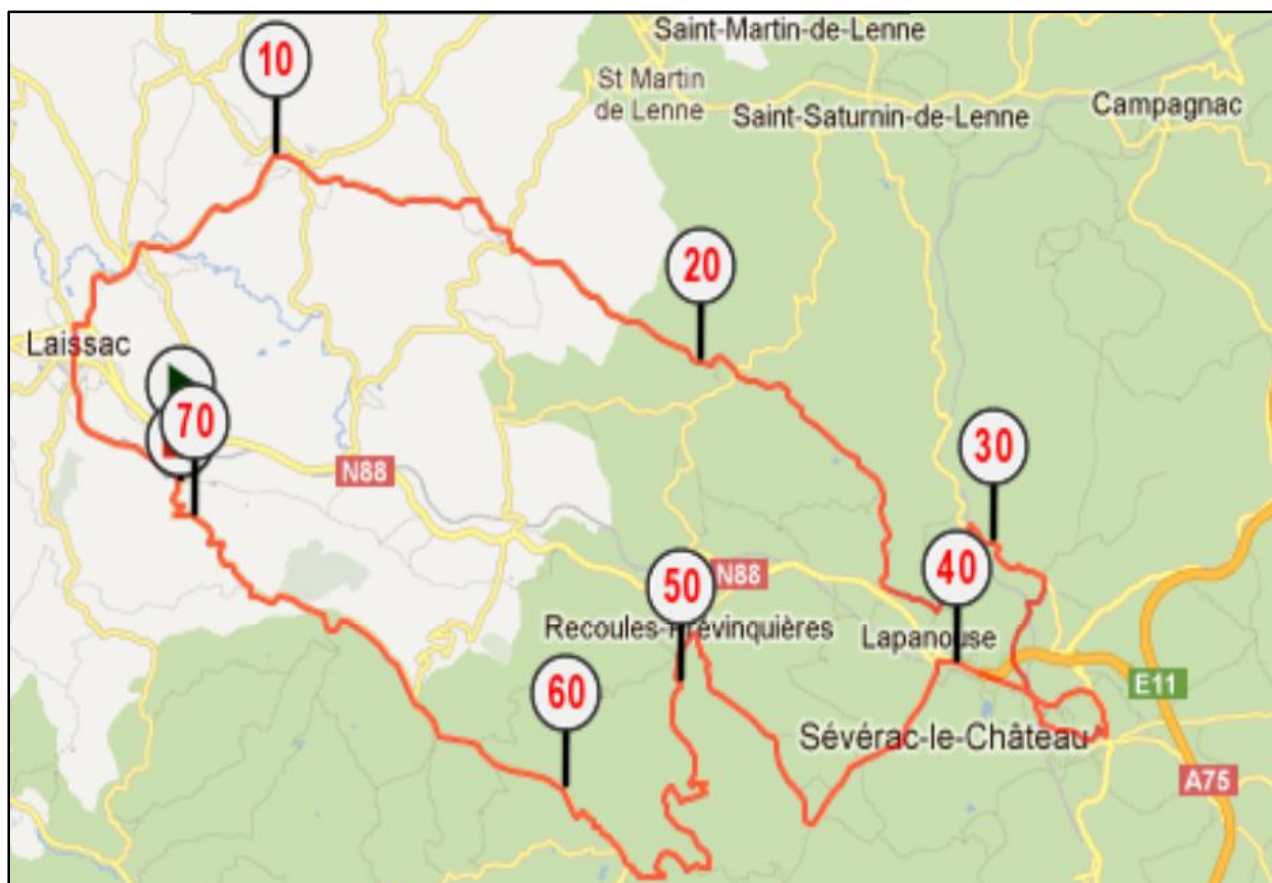 Saint-Martin-de-Lenne
10
St Martin
de Lenne
Campagnac
Saint-Saturnin-de-Lenne
20
Laissac
70
30
N88
40
N88
50
Recoules-Prévinquières
Lapanouse
60
E11
Sévérac-le-Château
A75